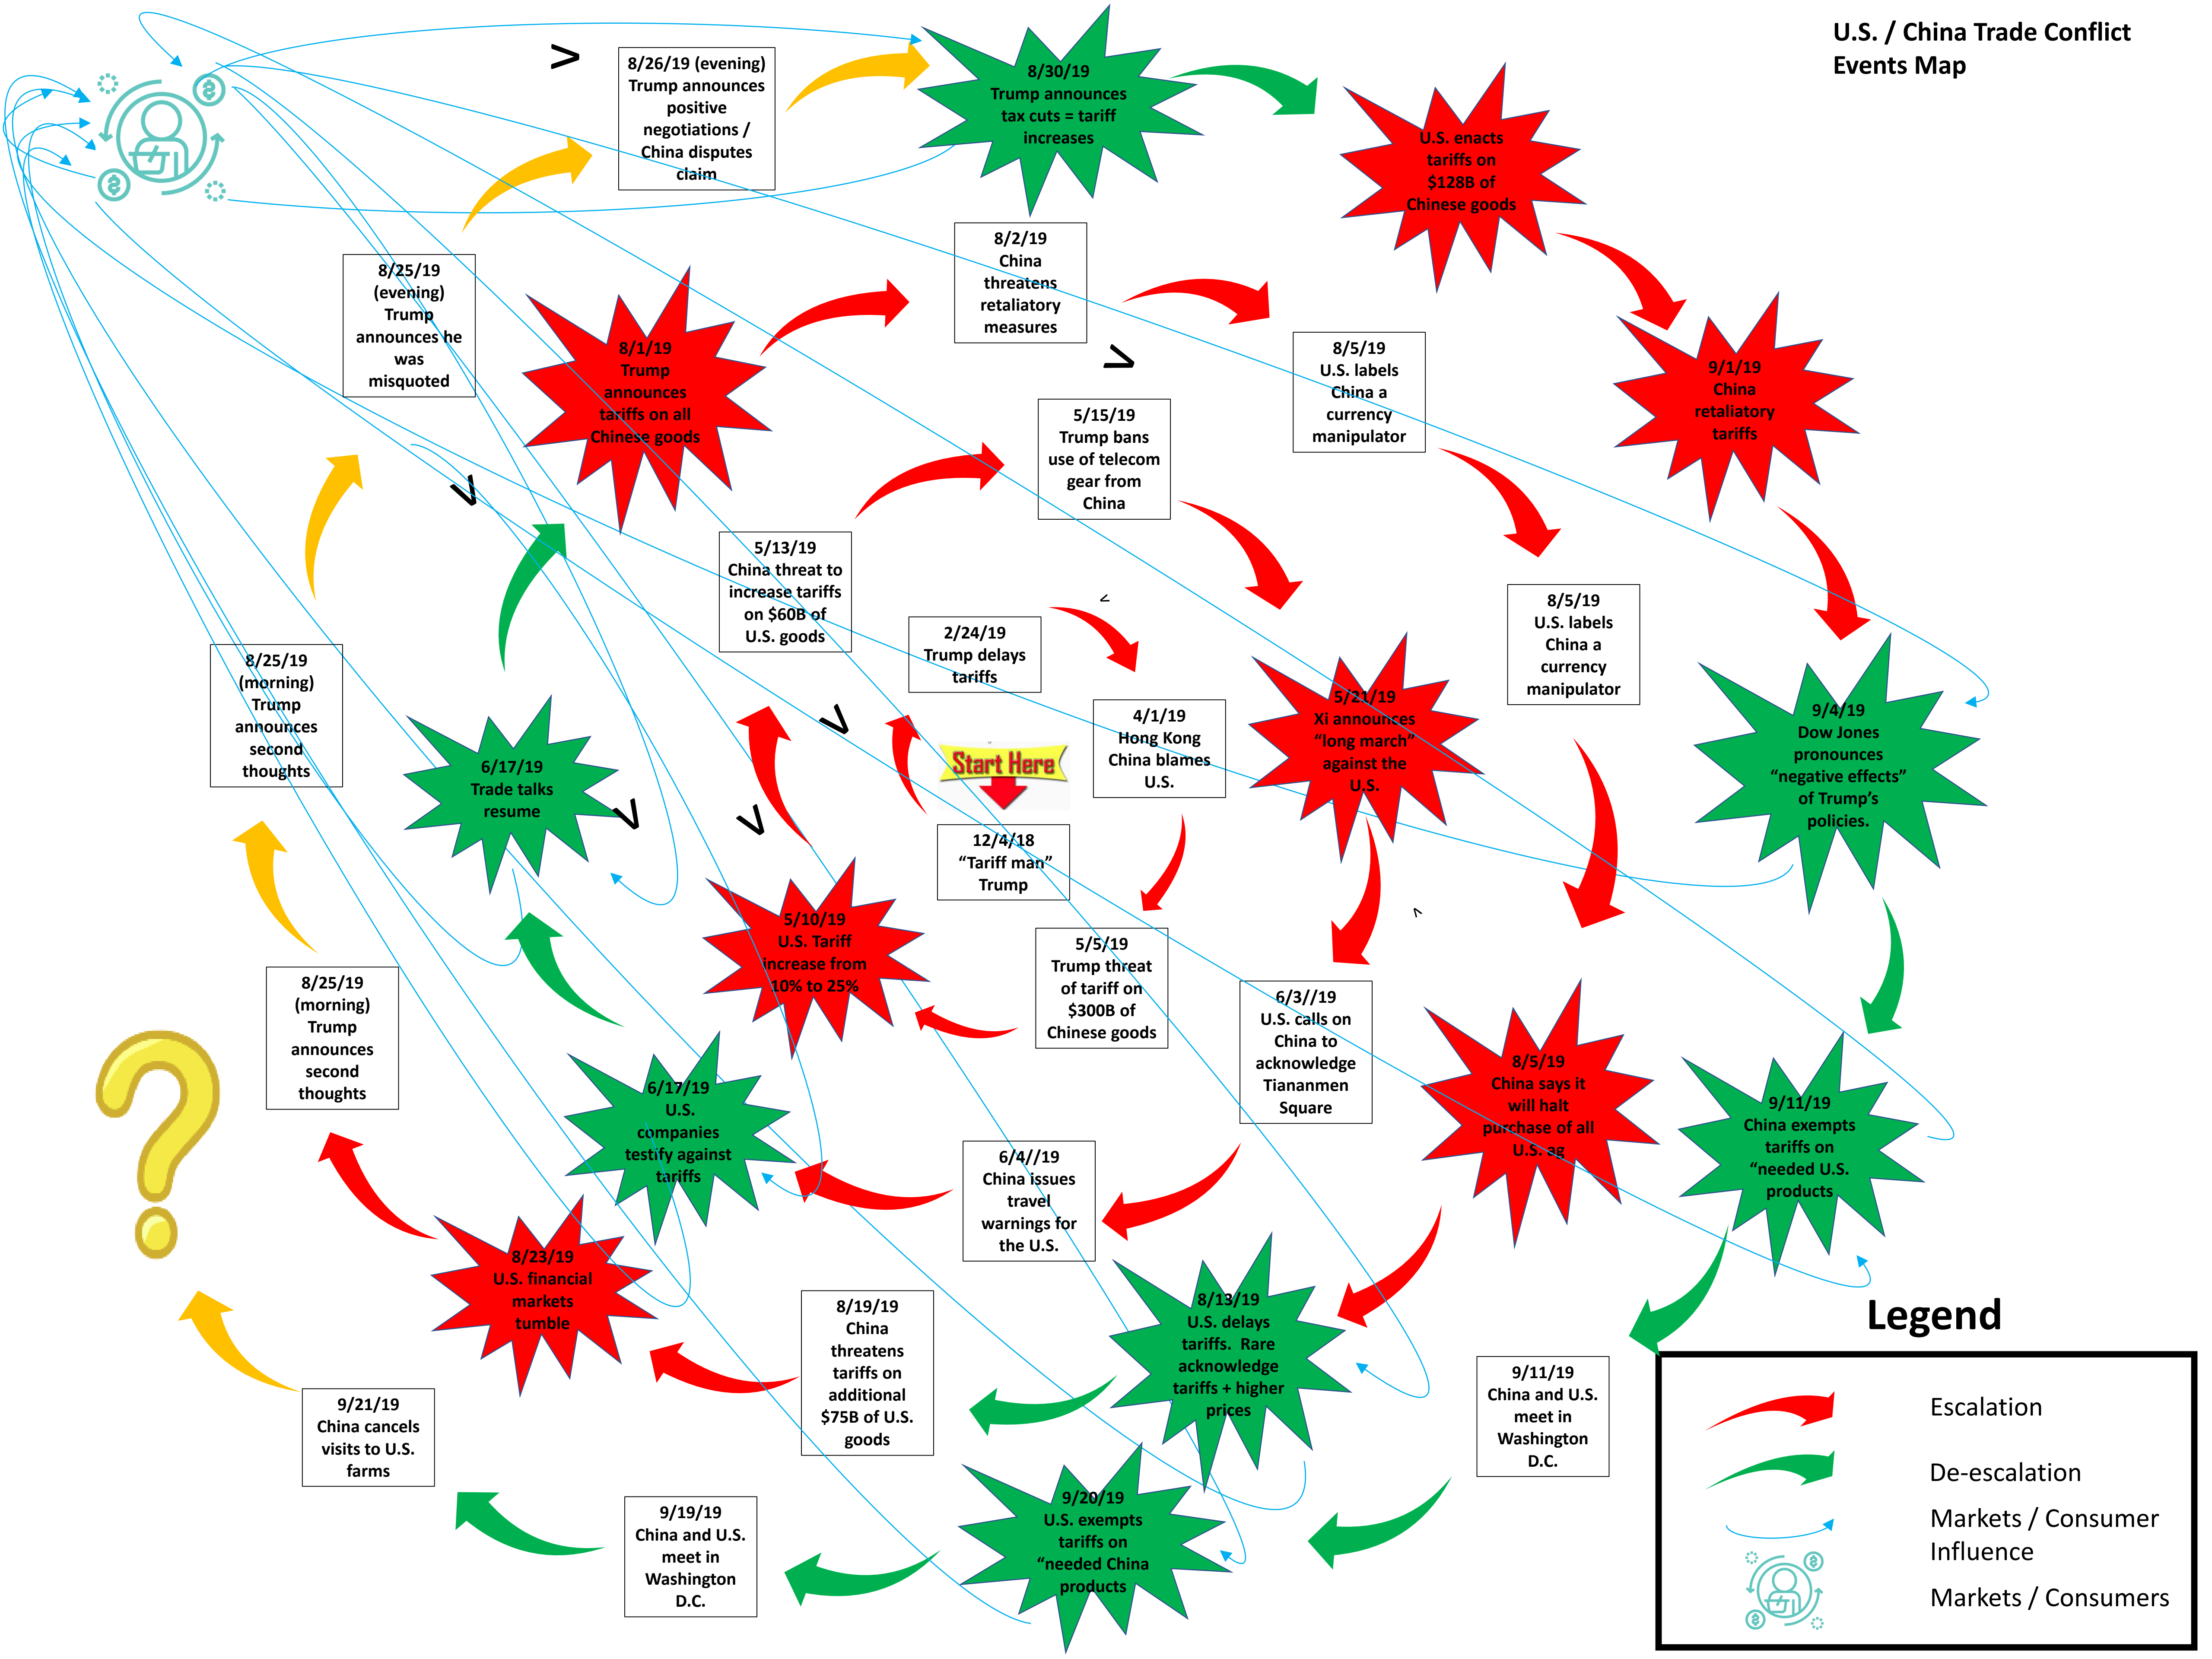 U.S. / China Trade Conflict
Events Map
>
8/26/19 (evening)
Trump announces
positive
negotiations /
China disputes
claim
8/30/19
Trump announces
tax cuts = tariff
increases
U.S. enacts
tariffs on
$128B of
Chinese goods
8/25/19
(evening)
Trump
announces he
was
misquoted
8/1/19
Trump
announces
tariffs on all
Chinese goods
8/2/19
China
threatens
retaliatory
measures
>
8/5/19
U.S. labels
China a
currency
manipulator
9/1/19
China
retaliatory
tariffs
5/15/19
Trump bans
use of telecom
gear from
China
>
5/13/19
China threat to
increase tariffs
on $60B of
U.S. goods
<
2/24/19
Trump delays
tariffs
8/5/19
U.S. labels
China a
currency
manipulator
8/25/19
(morning)
Trump
announces
second
thoughts
6/17/19
Trade talks
resume
>
>
>
Start Here
4/1/19
Hong Kong
China blames
U.S.
5/21/19
Xi announces
“long march”
against the
U.S.
9/4/19
Dow Jones
pronounces
“negative effects”
of Trump’s
policies.
12/4/18
“Tariff man”
Trump
5/10/19
U.S. Tariff
increase from
10% to 25%
5/5/19
Trump threat
of tariff on
$300B of
Chinese goods
<
8/25/19
(morning)
Trump
announces
second
thoughts
6/3//19
U.S. calls on
China to
acknowledge
Tiananmen
Square
8/5/19
China says it
will halt
purchase of all
U.S. ag
9/11/19
China exempts
tariffs on
“needed U.S.
products
6/17/19
U.S.
companies
testify against
tariffs
6/4//19
China issues
travel
warnings for
the U.S.
?
8/23/19
U.S. financial
markets
tumble
8/19/19
China
threatens
tariffs on
additional
$75B of U.S.
goods
8/13/19
U.S. delays
tariffs.  Rare
acknowledge
tariffs + higher
prices
9/11/19
China and U.S.
meet in
Washington
D.C.
9/21/19
China cancels
visits to U.S.
farms
9/19/19
China and U.S.
meet in
Washington
D.C.
9/20/19
U.S. exempts
tariffs on
“needed China
products
Legend
Escalation
De-escalation
Markets / Consumer
Influence
Markets / Consumers